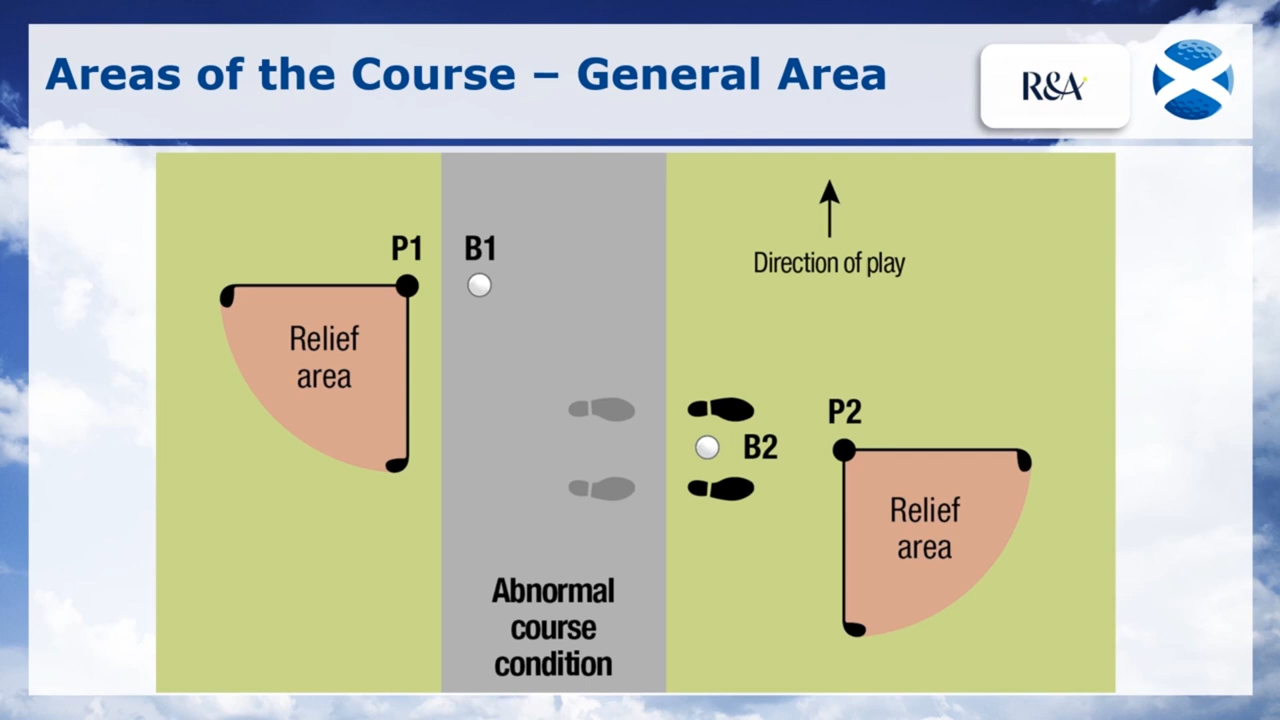 Areas of the Course – General Area
R&A
P1
B1
Direction of play
Relief
area
P2
B2
Relief
area
Abnormal
course
condition